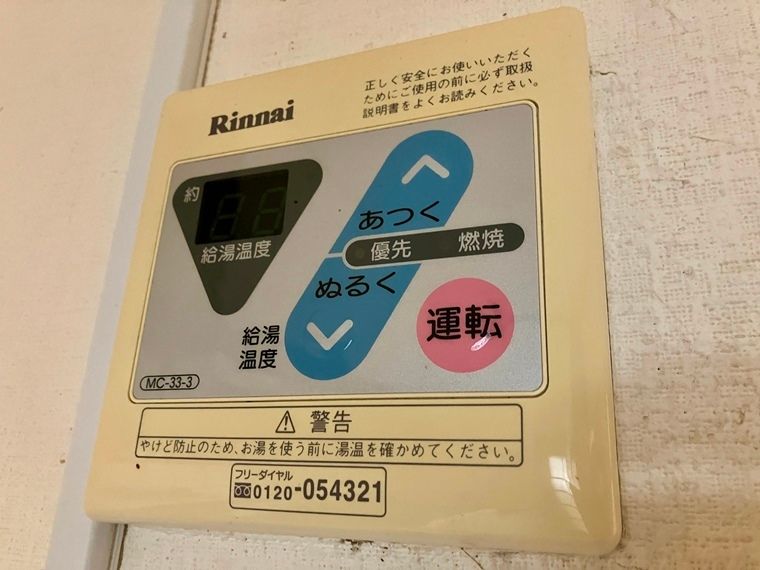 Rinnai
正しく安全にお使いいただく
ためにご使用の前に必ず取扱
説明書をよくお読みください。
約
給湯温度
あつく
優先 燃焼
ぬるく
給湯
温度
運転
MC-33-3
警告
やけど防止のため、お湯を使う前に湯温を確かめてください。
フリーダイヤル
0120-054321